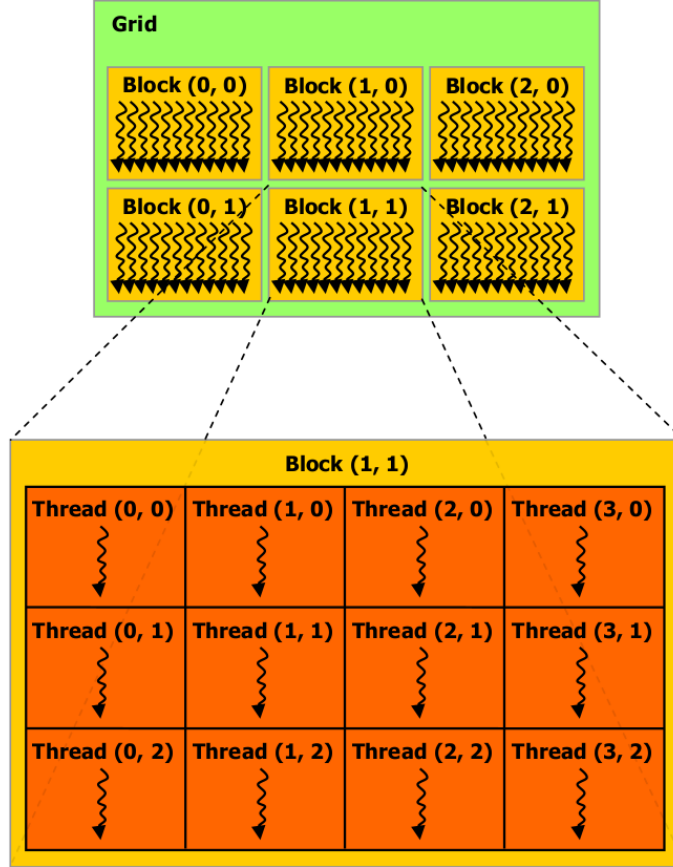 Grid
Block (0, 0) Block (1, 0) Block (2, 0)
Block (0, 1) Block (1, 1) Block (2, 1)
Block (1, 1)
Thread (0, 0) Thread (1, 0) Thread (2, 0) Thread (3, 0)
Thread (0, 1) Thread (1, 1) Thread (2, 1) Thread (3, 1)
Thread (0, 2) Thread (1, 2) Thread (2, 2) Thread (3, 2)